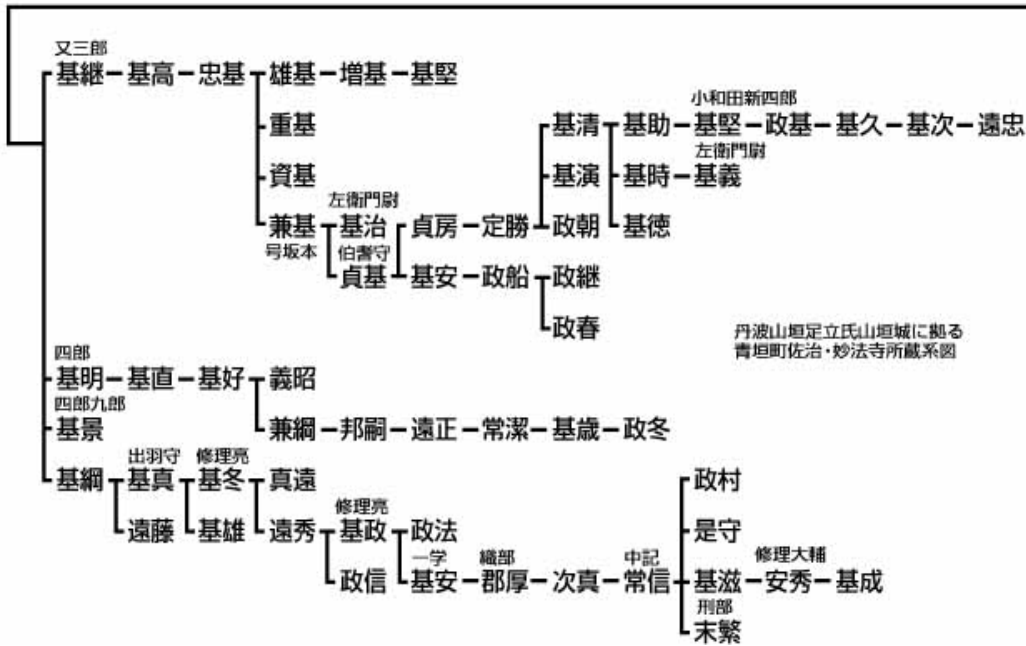 又三郎
基継 基高 忠基 雄基 増基 基堅
小和田新四郎
重基 基清 基助 基堅 政基 基久 基次 遠忠
左衛門尉
資基 基演 基時 基義
左衛門尉
兼基 基治 貞房 定勝 政朝 基徳
号坂本 伯耆守
貞基 基安 政船 政継
政春
丹波山垣足立氏山垣城に拠る
青垣町佐治・妙法寺所蔵系図
四郎
基明 基直 基好 義昭
四郎九郎
基景 兼綱 邦嗣 遠正 常潔 基歳 政冬
出羽守 修理亮
基綱 基真 基冬 真遠 政村
修理亮
遠藤 基雄 遠秀 基政 政法 是守
一学 織部 中記 修理大輔
政信 基安 郡厚 次真 常信 基滋 安秀 基成
刑部
末繁